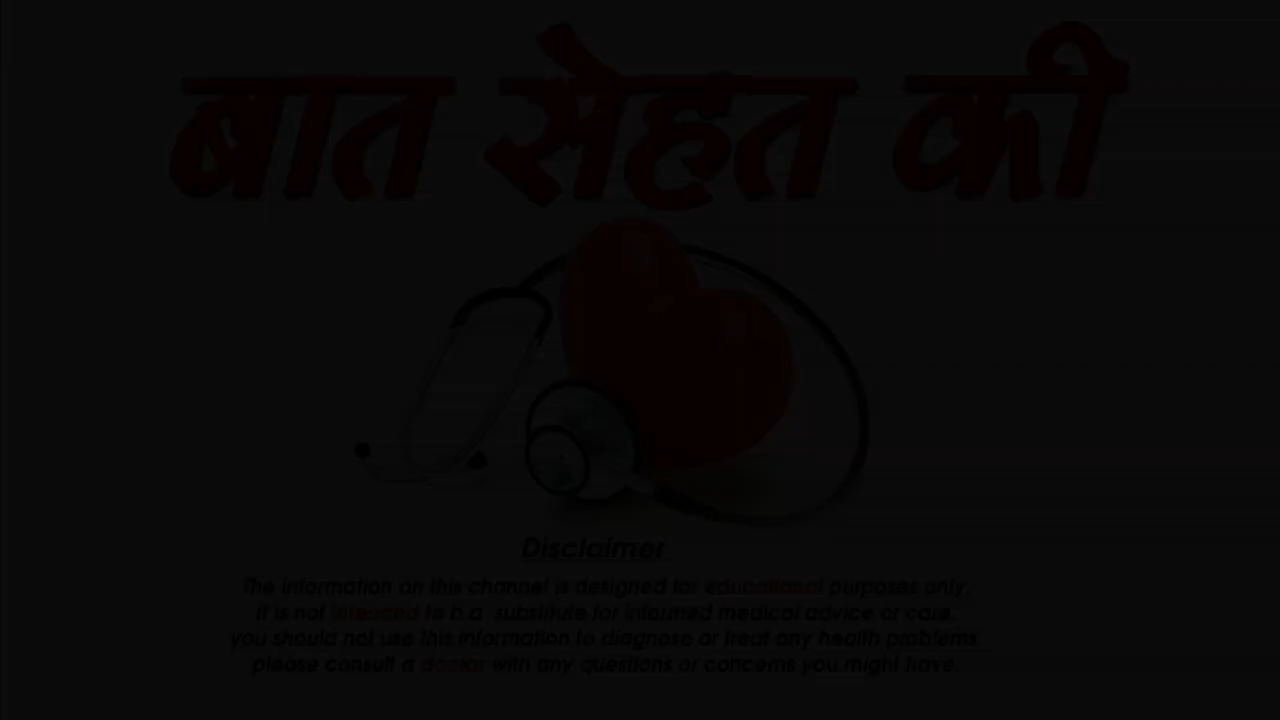 बात सेहत की
Disclaimer
The information on this channel is designed for educational purposes only.
it is not intended to b a substitute for informed medical advice or care.
you should not use this information to diagnose or treat any health problems.
please consult a doctor with any questions or concerns you might have.